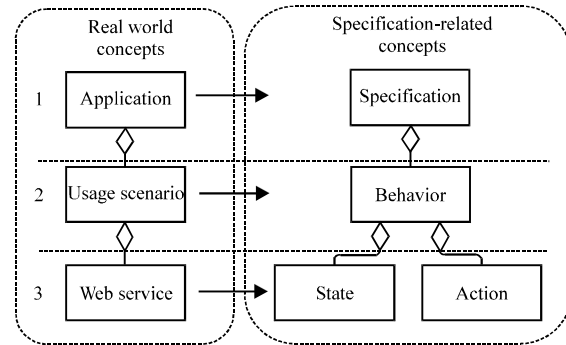 Real world
concepts
Specification-related
concepts
1
Application
Specification
2
Usage scenario
Behavior
3
Web service
State
Action